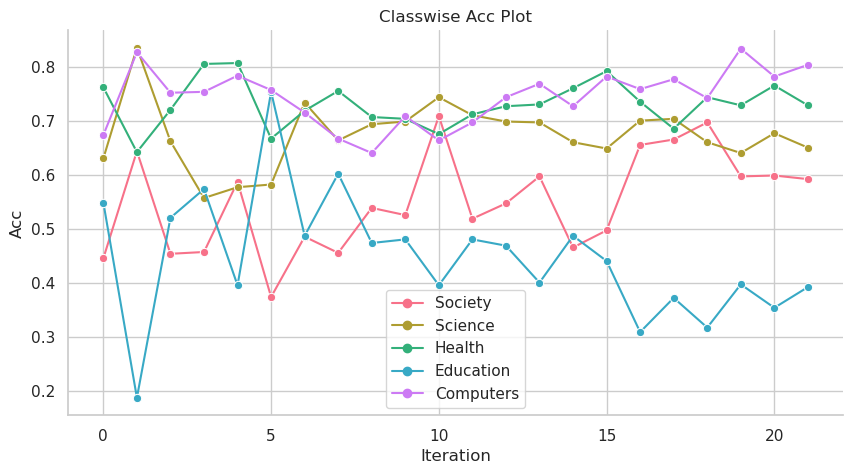 Classwise Acc Plot
Acc
0.8
0.7
0.6
0.5
0.4
0.3
0.2
Society
Science
Health
Education
Computers
0 5 10 15 20
Iteration